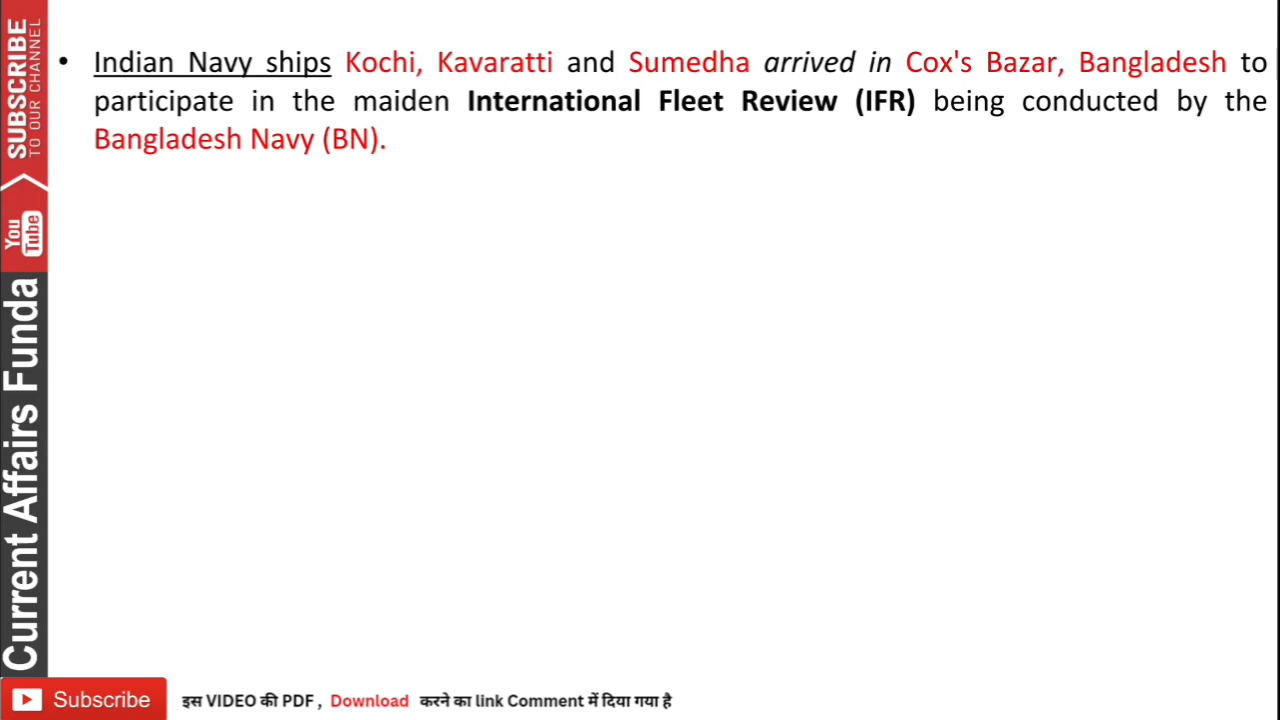 • Indian Navy ships Kochi, Kavaratti and Sumedha arrived in Cox's Bazar, Bangladesh to
participate in the maiden International Fleet Review (IFR) being conducted by the
Bangladesh Navy (BN).
SUBSCRIBE
TO OUR CHANNEL
You
Tube
Current Affairs Funda
Subscribe
इस VIDEO की PDF , Download करने का link Comment में दिया गया है